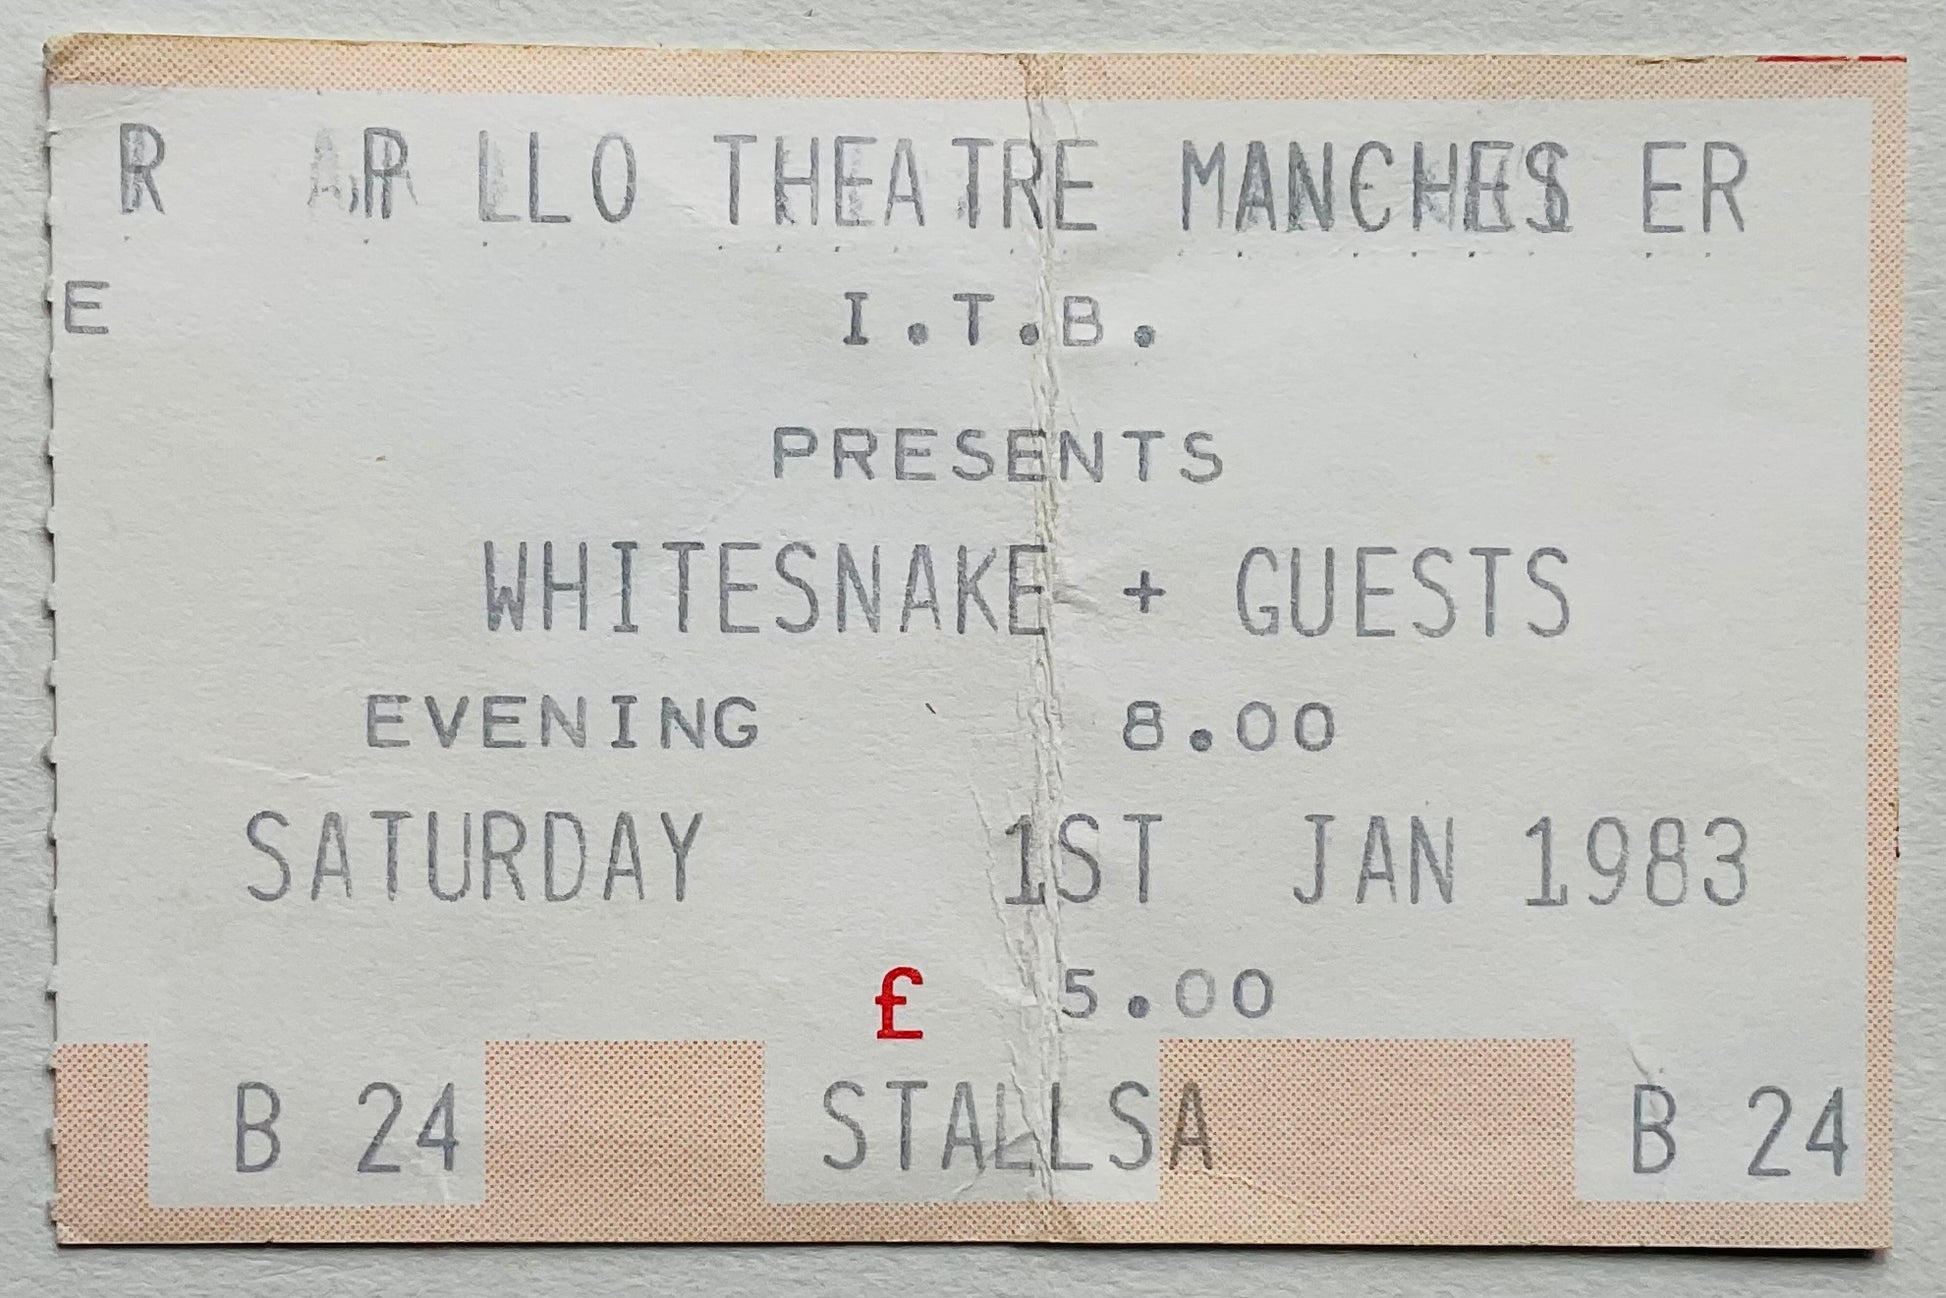 R AP LLO THEATRE MANCHES ER
E I.T.B.
PRESENTS
WHITESNAKE + GUESTS
EVENING 8.00
SATURDAY 1ST JAN 1983
£ 5.00
B 24 STALLSA B 24